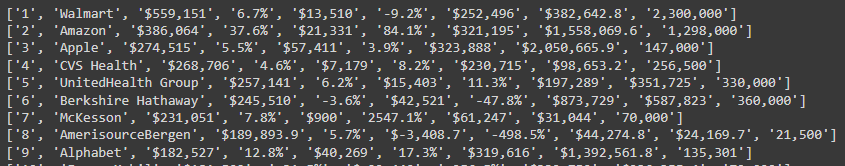 ['1', 'Walmart', '$559,151', '6.7%', '$13,510', '-9.2%', '$252,496', '$382,642.8', '2,300,000']
['2', 'Amazon', '$386,064', '37.6%', '$21,331', '84.1%', '$321,195', '$1,558,069.6', '1,298,000']
['3', 'Apple', '$274,515', '5.5%', '$57,411', '3.9%', '$323,888', '$2,050,665.9', '147,000']
['4', 'CVS Health', '$268,706', '4.6%', '$7,179', '8.2%', '$230,715', '$98,653.2', '256,500']
['5', 'UnitedHealth Group', '$257,141', '6.2%', '$15,403', '11.3%', '$197,289', '$351,725', '330,000']
['6', 'Berkshire Hathaway', '$245,510', '-3.6%', '$42,521', '-47.8%', '$873,729', '$587,823', '360,000']
['7', 'McKesson', '$231,051', '7.8%', '$900', '2547.1%', '$61,247', '$31,044', '70,000']
['8', 'AmerisourceBergen', '$189,893.9', '5.7%', '$-3,408.7', '-498.5%', '$44,274.8', '$24,169.7', '21,500']
['9', 'Alphabet', '$182,527', '12.8%', '$40,269', '17.3%', '$319,616', '$1,392,561.8', '135,301']